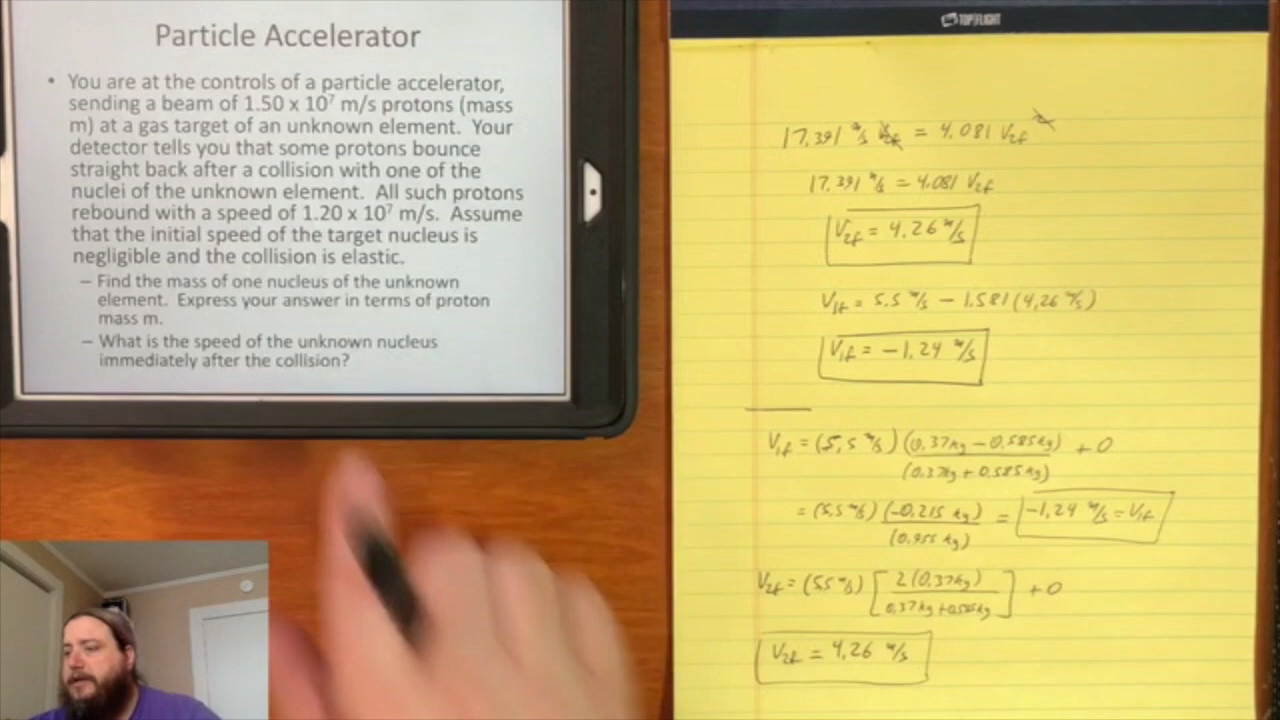 Particle Accelerator
• You are at the controls of a particle accelerator,
sending a beam of 1.50 x 10⁷ m/s protons (mass
m) at a gas target of an unknown element. Your
detector tells you that some protons bounce
straight back after a collision with one of the
nuclei of the unknown element. All such protons
rebound with a speed of 1.20 x 10⁷ m/s. Assume
that the initial speed of the target nucleus is
negligible and the collision is elastic.
– Find the mass of one nucleus of the unknown
element. Express your answer in terms of proton
mass m.
– What is the speed of the unknown nucleus
immediately after the collision?
TOP FLIGHT
17.391 m/s V2f = 4.081 V2f
17.391 m/s = 4.081 V2f
V2f = 4.26 m/s
V1f = 5.5 m/s − 1.581 (4.26 m/s)
V1f = −1.24 m/s
V1f = (5.5 m/s) (0.37kg − 0.585kg) + 0
(0.37kg + 0.585kg)
= (5.5 m/s) (−0.215 kg) = −1.24 m/s = V1f
(0.955 kg)
V2f = (5.5 m/s) [ 2(0.37kg) ] + 0
0.37kg + 0.585kg
V2f = 4.26 m/s